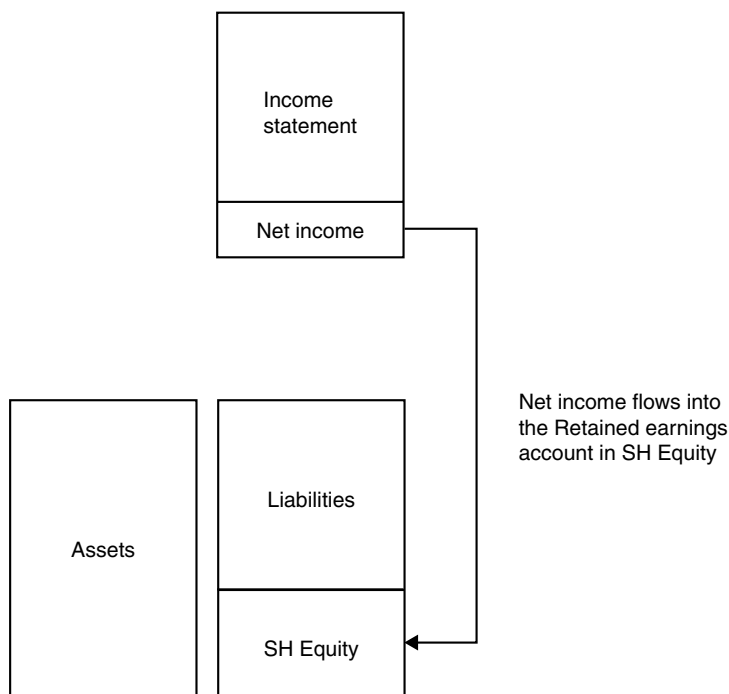 Income
statement
Net income
Net income flows into
the Retained earnings
account in SH Equity
Liabilities
Assets
SH Equity